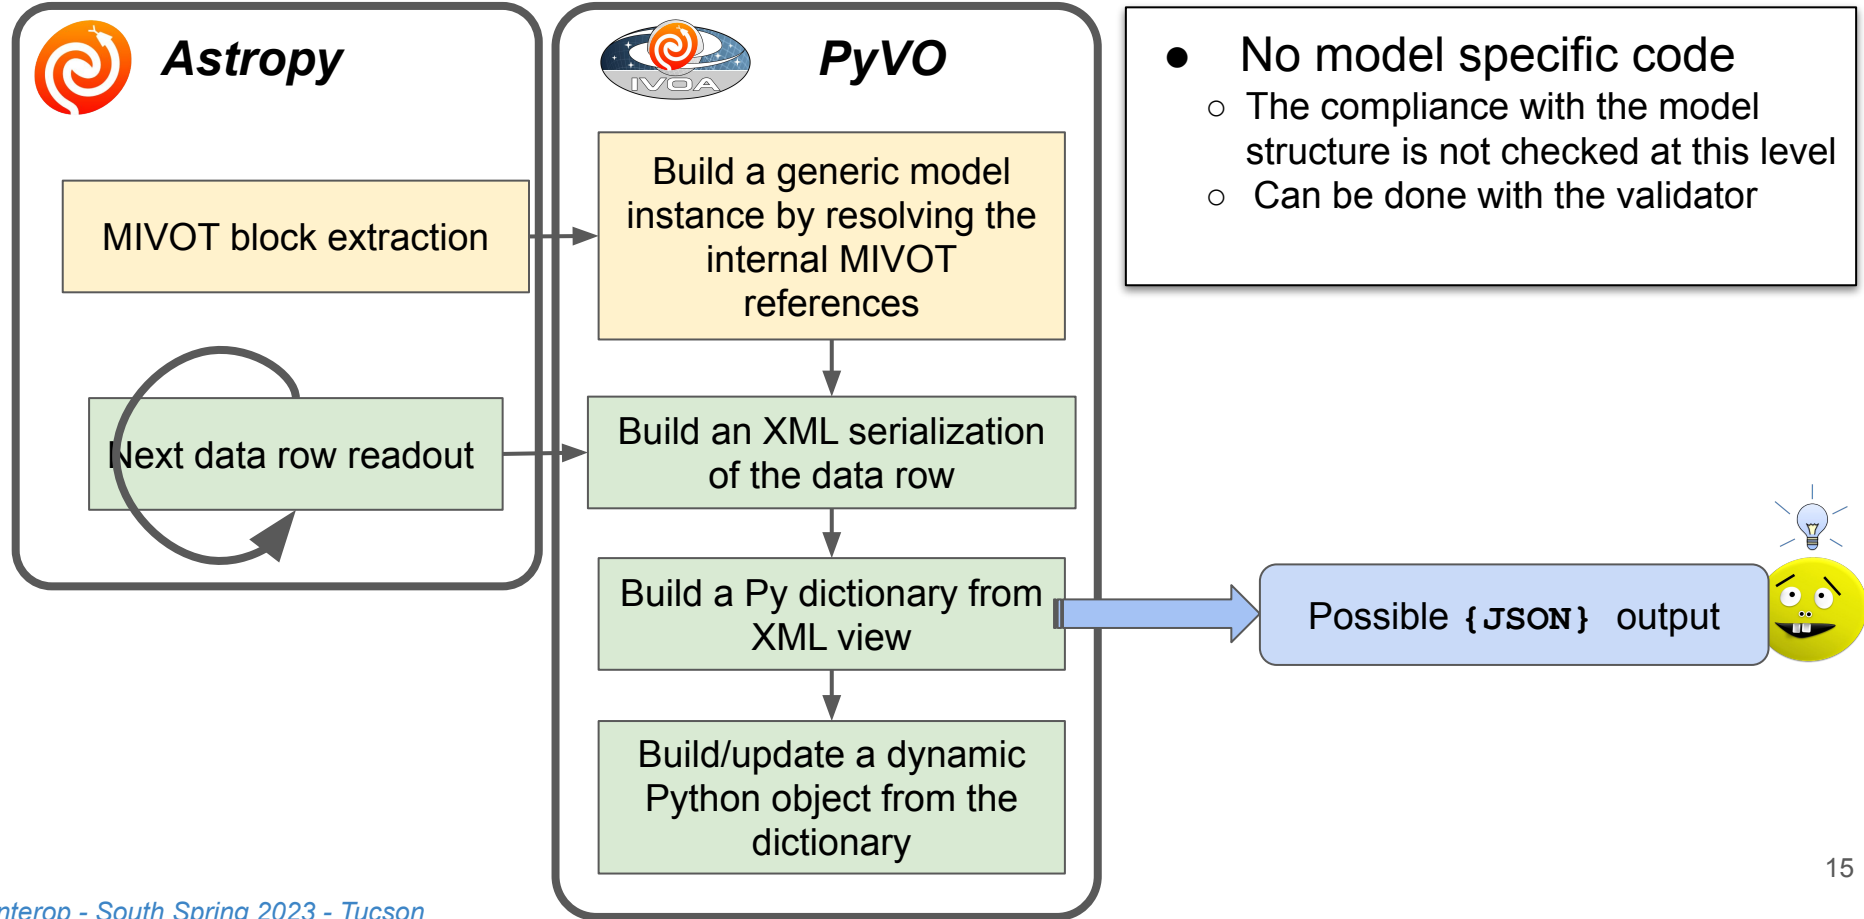 Astropy
MIVOT block extraction
Next data row readout
IVOA
PyVO
Build a generic model
instance by resolving the
internal MIVOT
references
Build an XML serialization
of the data row
Build a Py dictionary from
XML view
Build/update a dynamic
Python object from the
dictionary
● No model specific code
○ The compliance with the model
structure is not checked at this level
○ Can be done with the validator
Possible {JSON} output
15
nterop - South Spring 2023 - Tucson